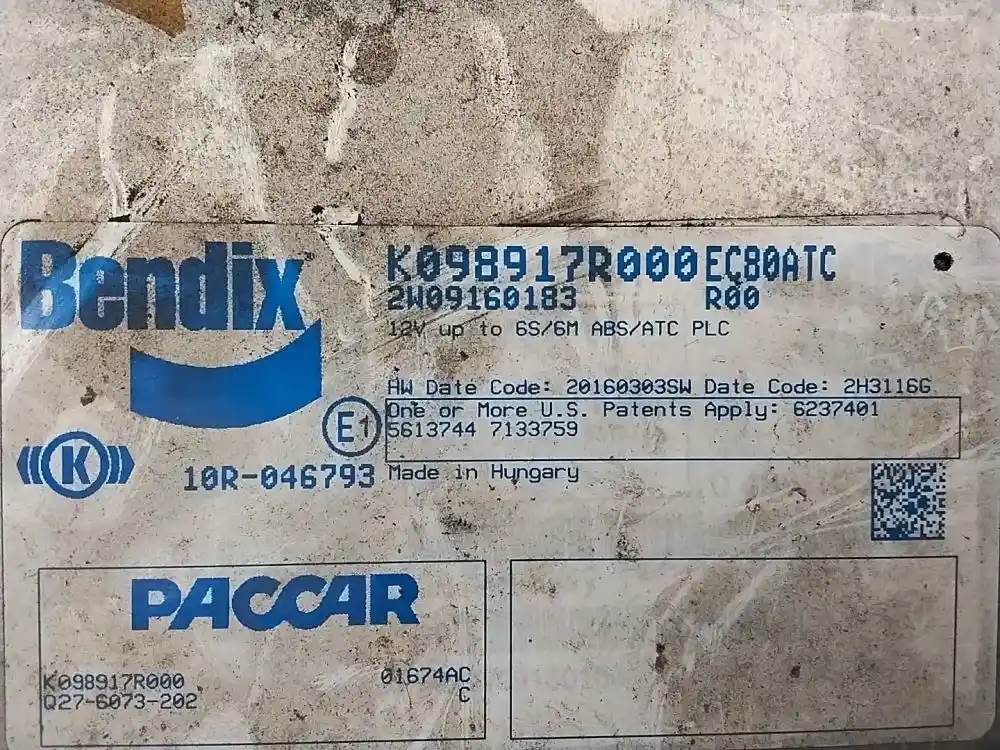 Bendix
K098917R000 EC80ATC
2W09160183 R00
12V up to 6S/6M ABS/ATC PLC
HW Date Code: 20160303SW Date Code: 2H3116G
One or More U.S. Patents Apply: 6237401
5613744 7133759
E1
K
10R-046793
Made in Hungary
PACCAR
K098917R000 01674AC
Q27-6073-202 C